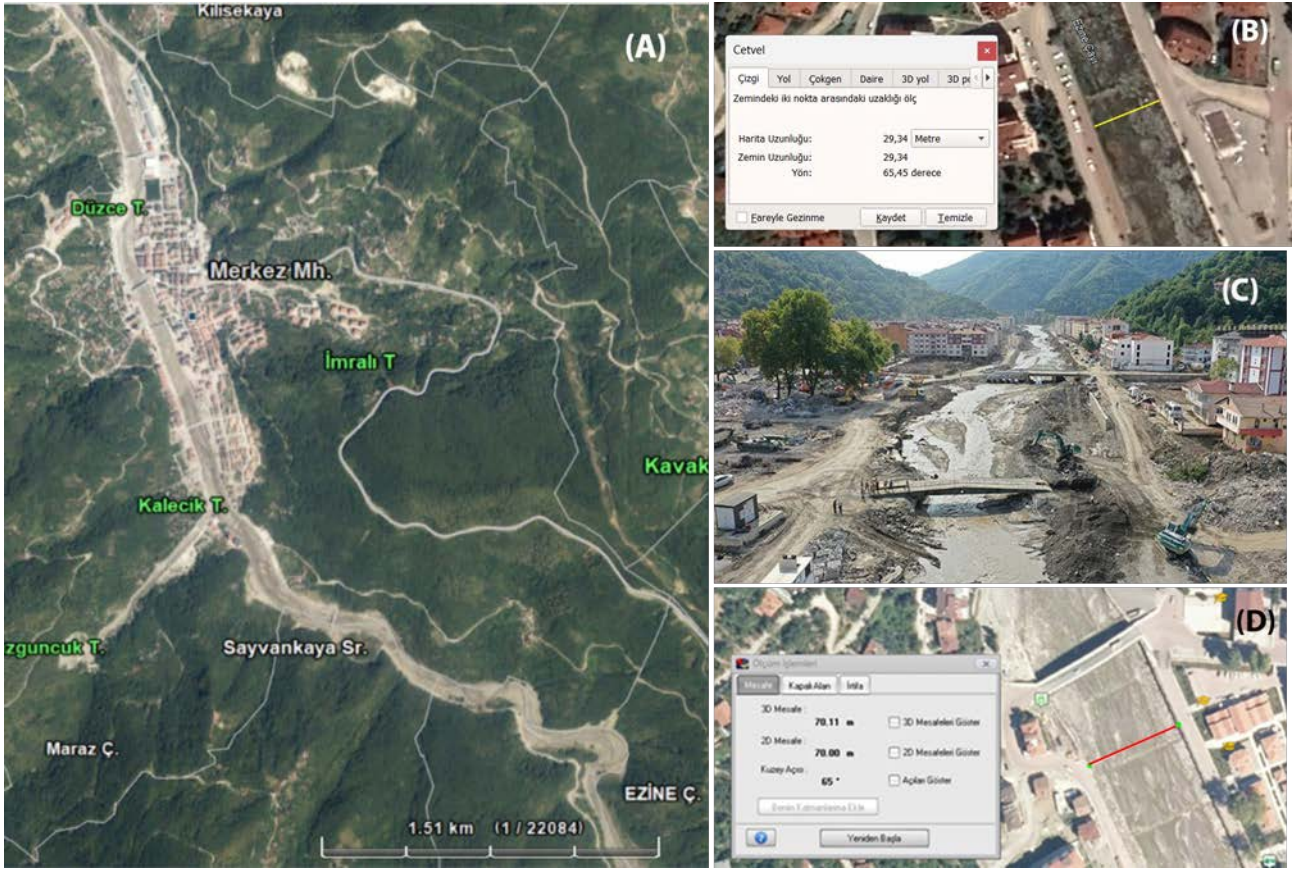 Kilisekaya
(A)
Düzce T.
Merkez Mh.
İmralı T
Kavak
Kalecik T.
zguncuk T.
Sayvankaya Sr.
Maraz Ç.
EZİNE Ç.
1.51 km (1 / 22084)
(B)
Cetvel
Çizgi Yol Çokgen Daire 3D yol 3D po
Zemindeki iki nokta arasındaki uzaklığı ölç
Harita Uzunluğu: 29,34 Metre
Zemin Uzunluğu: 29,34
Yön: 65,45 derece
Fareyle Gezinme Kaydet Temizle
(C)
(D)
Ölçüm İşlemleri
Mesafe KapalıAlan İrtifa
3D Mesafe :
70.11 m 3D Mesafeleri Göster
2D Mesafe :
70.00 m 2D Mesafeleri Göster
Kuzey Açısı :
65 ° Açıları Göster
Yeniden Başla